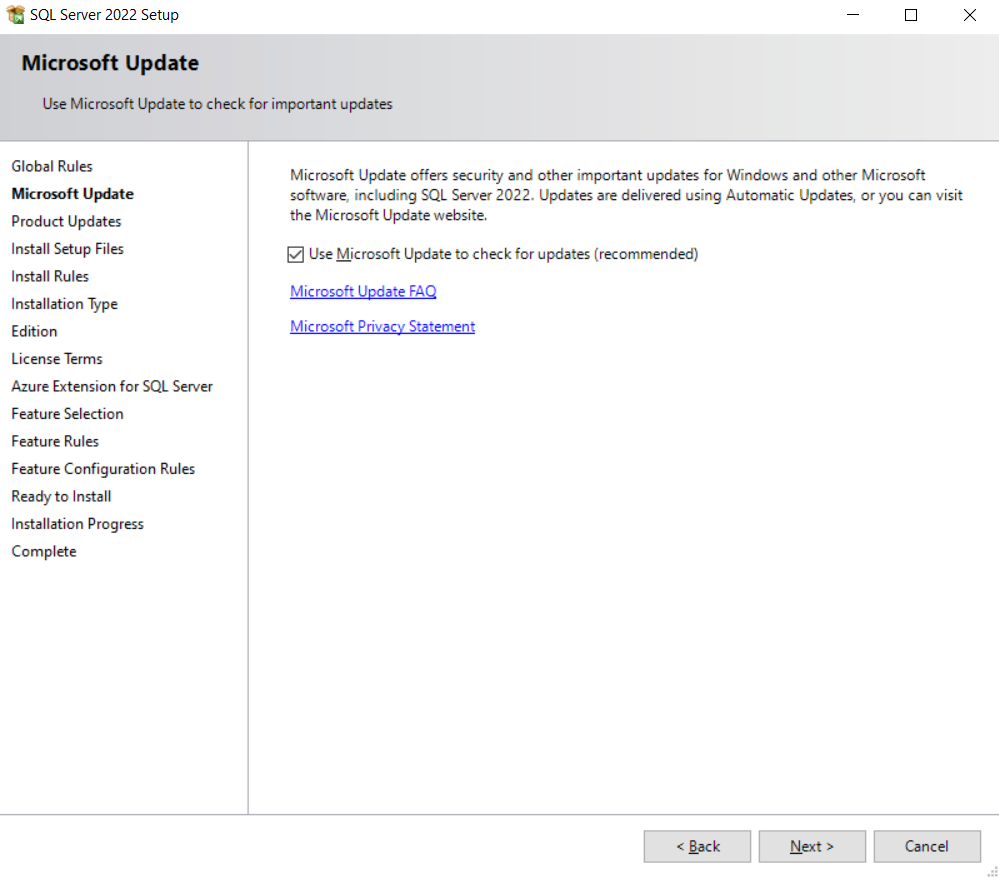 SQL Server 2022 Setup
Microsoft Update
Use Microsoft Update to check for important updates
Global Rules
Microsoft Update
Product Updates
Install Setup Files
Install Rules
Installation Type
Edition
License Terms
Azure Extension for SQL Server
Feature Selection
Feature Rules
Feature Configuration Rules
Ready to Install
Installation Progress
Complete
Microsoft Update offers security and other important updates for Windows and other Microsoft
software, including SQL Server 2022. Updates are delivered using Automatic Updates, or you can visit
the Microsoft Update website.
Use Microsoft Update to check for updates (recommended)
Microsoft Update FAQ
Microsoft Privacy Statement
< Back
Next >
Cancel